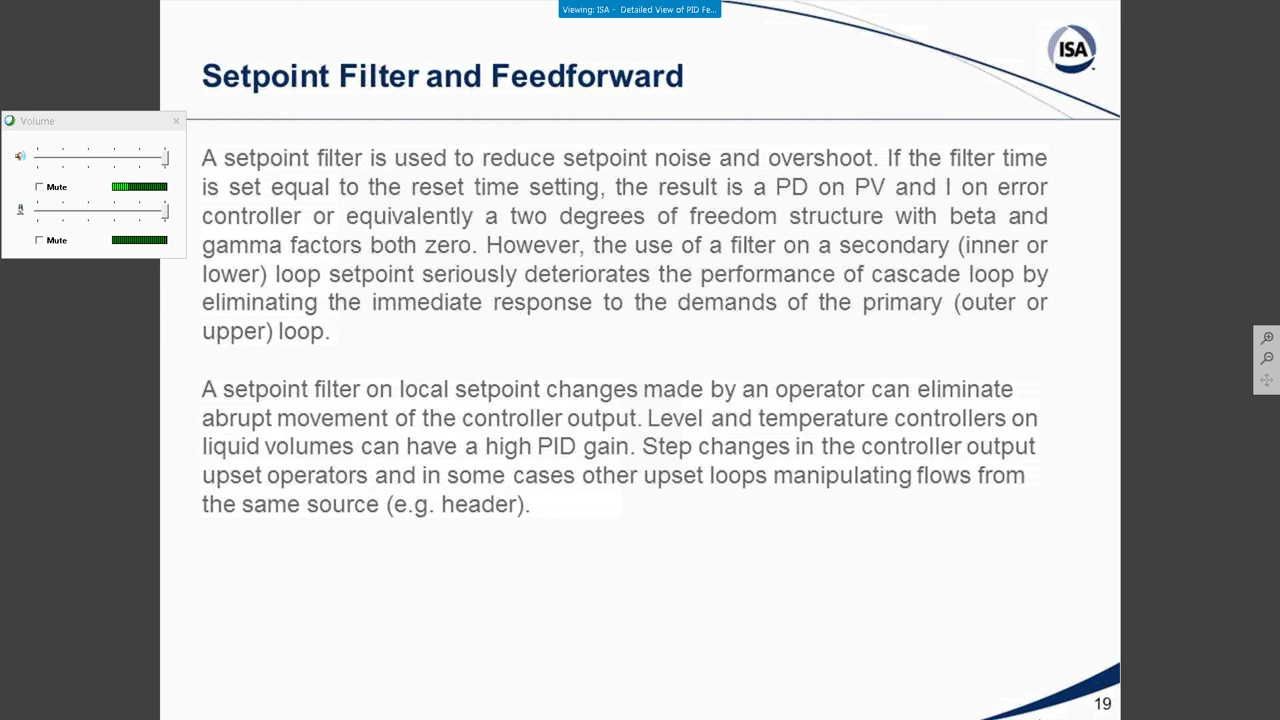 Viewing: ISA - Detailed View of PID Fe...
ISA
Setpoint Filter and Feedforward
Volume
Mute
Mute
A setpoint filter is used to reduce setpoint noise and overshoot. If the filter time
is set equal to the reset time setting, the result is a PD on PV and I on error
controller or equivalently a two degrees of freedom structure with beta and
gamma factors both zero. However, the use of a filter on a secondary (inner or
lower) loop setpoint seriously deteriorates the performance of cascade loop by
eliminating the immediate response to the demands of the primary (outer or
upper) loop.
A setpoint filter on local setpoint changes made by an operator can eliminate
abrupt movement of the controller output. Level and temperature controllers on
liquid volumes can have a high PID gain. Step changes in the controller output
upset operators and in some cases other upset loops manipulating flows from
the same source (e.g. header).
19